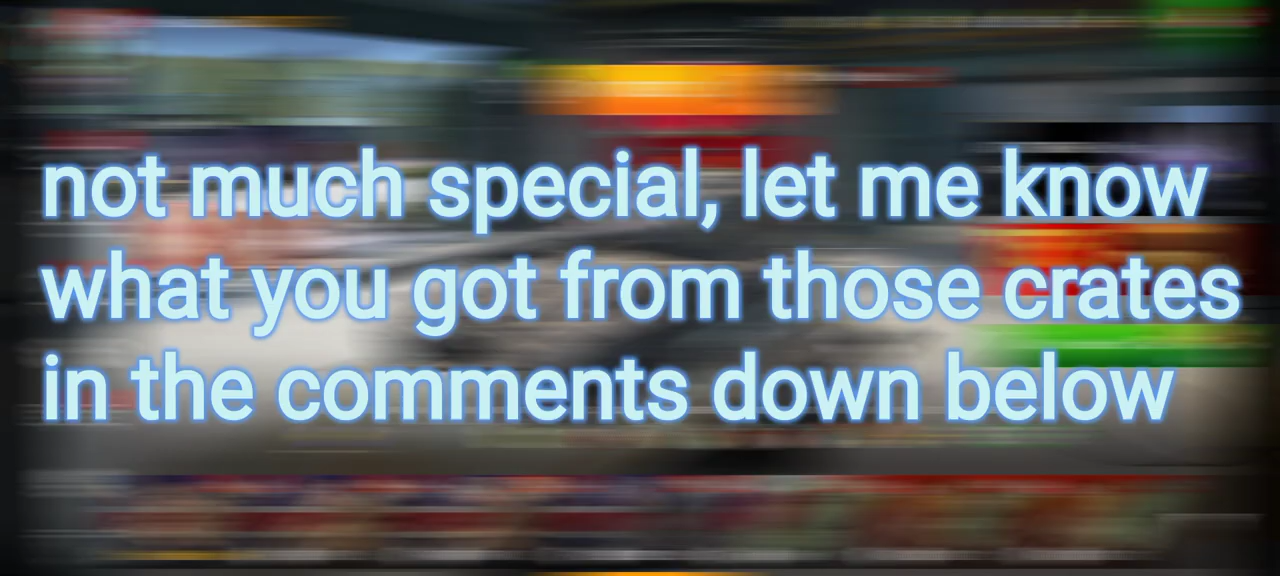 not much special, let me know
what you got from those crates
in the comments down below